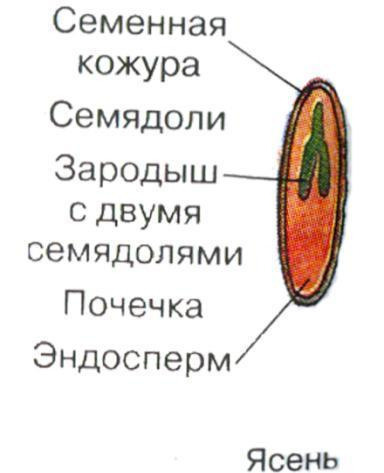 Семенная
кожура
Семядоли
Зародыш
с двумя
семядолями
Почечка
Эндосперм
Ясень